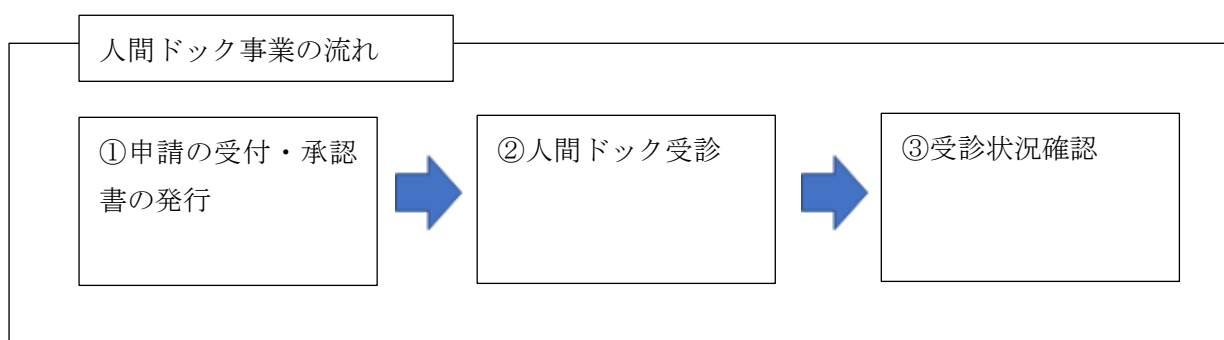 人間ドック事業の流れ
①申請の受付・承認
書の発行
②人間ドック受診
③受診状況確認